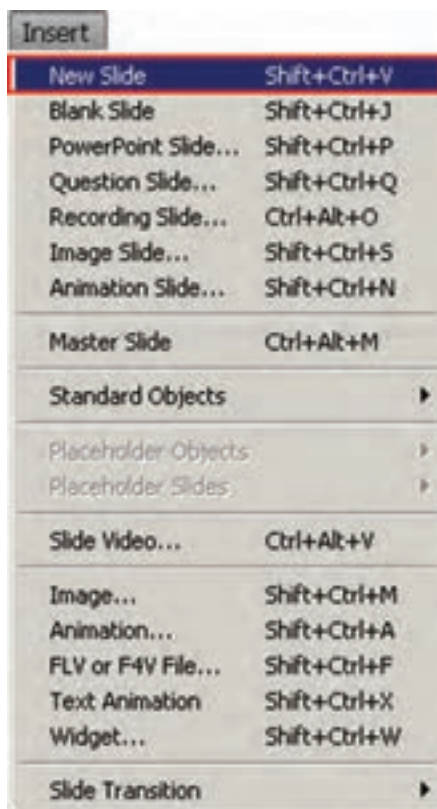 Insert
New Slide Shift+Ctrl+V
Blank Slide Shift+Ctrl+J
PowerPoint Slide... Shift+Ctrl+P
Question Slide... Shift+Ctrl+Q
Recording Slide... Ctrl+Alt+O
Image Slide... Shift+Ctrl+S
Animation Slide... Shift+Ctrl+N
Master Slide Ctrl+Alt+M
Standard Objects
Placeholder Objects
Placeholder Slides
Slide Video... Ctrl+Alt+V
Image... Shift+Ctrl+M
Animation... Shift+Ctrl+A
FLV or F4V File... Shift+Ctrl+F
Text Animation Shift+Ctrl+X
Widget... Shift+Ctrl+W
Slide Transition